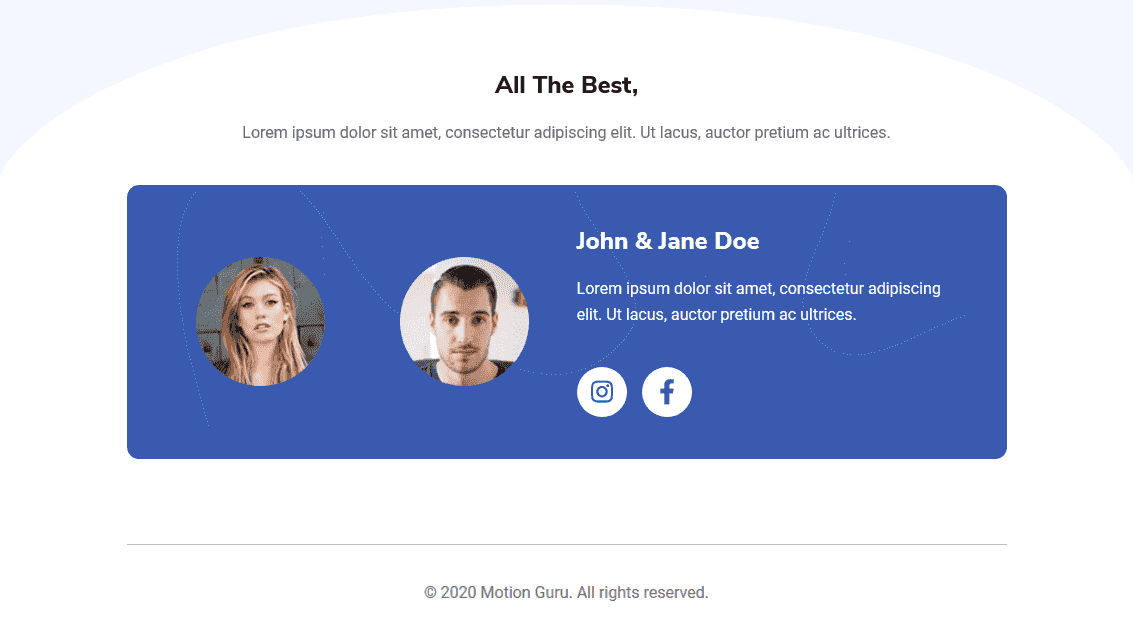 All The Best,
Lorem ipsum dolor sit amet, consectetur adipiscing elit. Ut lacus, auctor pretium ac ultrices.
John & Jane Doe
Lorem ipsum dolor sit amet, consectetur adipiscing
elit. Ut lacus, auctor pretium ac ultrices.
© 2020 Motion Guru. All rights reserved.